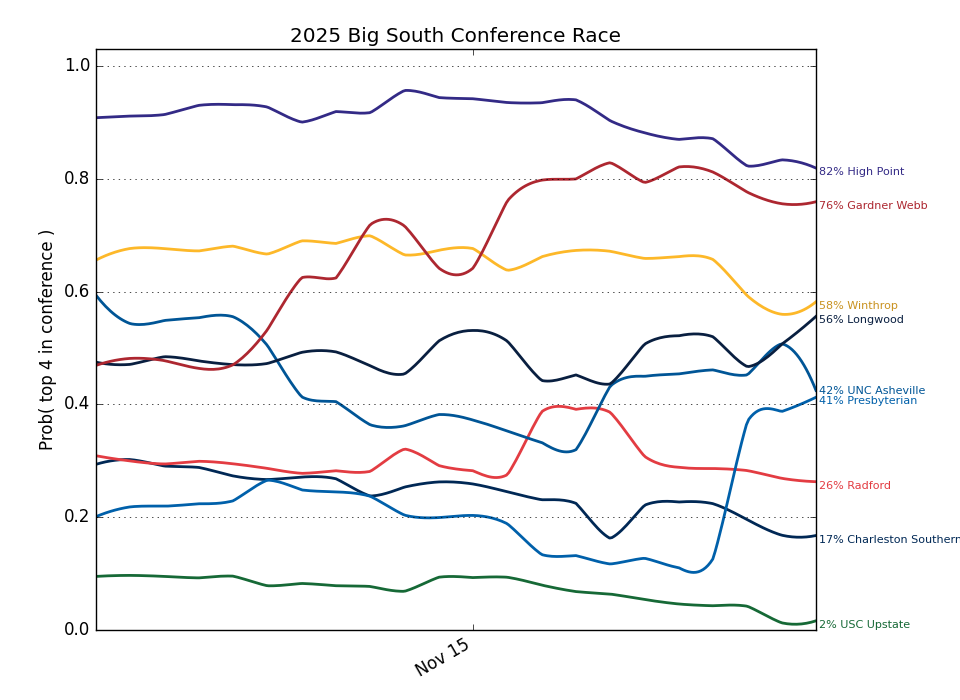 2025 Big South Conference Race
Prob( top 4 in conference )
1.0
0.8
0.6
0.4
0.2
0.0
Nov 15
82% High Point
76% Gardner Webb
58% Winthrop
56% Longwood
42% UNC Asheville
41% Presbyterian
26% Radford
17% Charleston Southern
2% USC Upstate